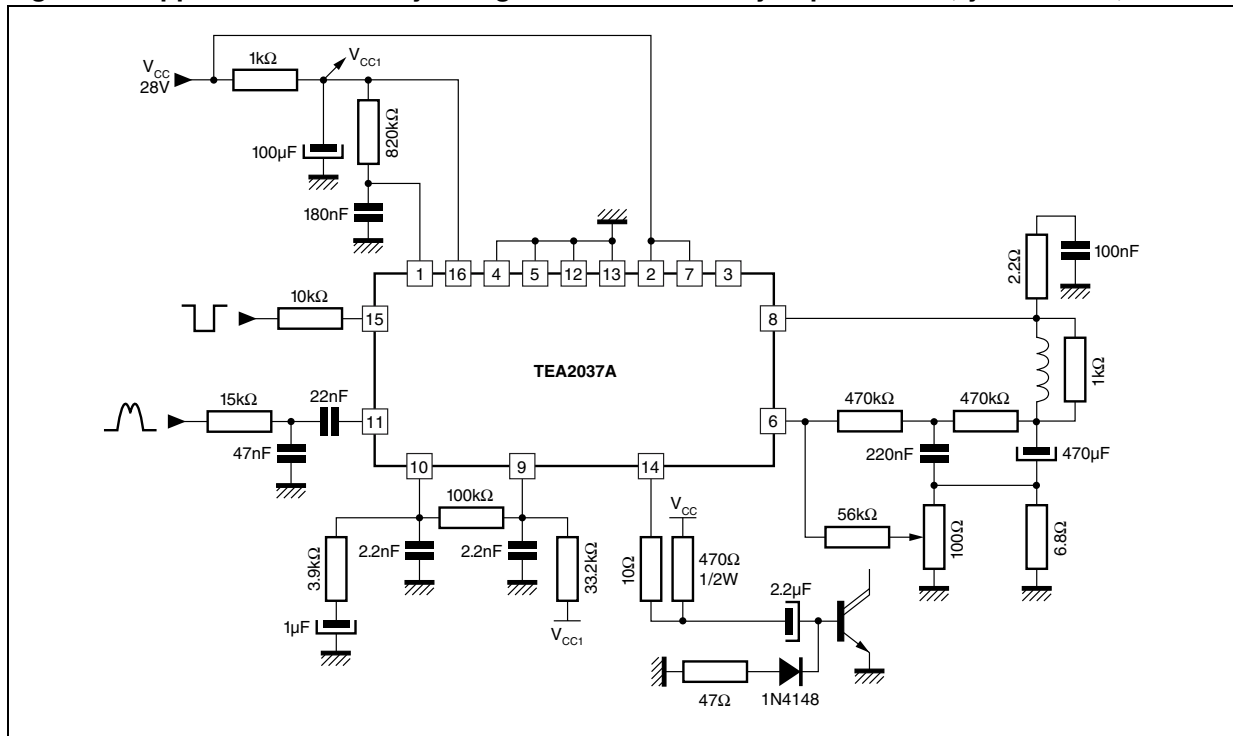 V_CC
28V
1kΩ
V_CC1
100µF
820kΩ
180nF
1
16
4
5
12
13
2
7
3
2.2Ω
100nF
10kΩ
15
8
TEA2037A
1kΩ
15kΩ
22nF
11
47nF
6
470kΩ
470kΩ
220nF
470µF
10
9
14
100kΩ
3.9kΩ
2.2nF
2.2nF
33.2kΩ
1µF
V_CC1
V_CC
10Ω
470Ω
1/2W
56kΩ
100Ω
6.8Ω
2.2µF
47Ω
1N4148